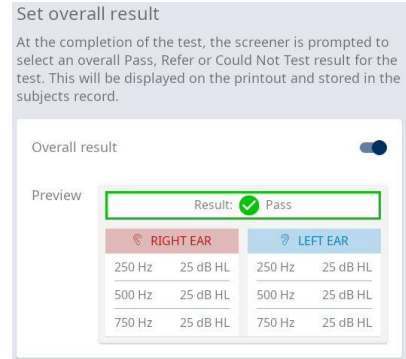 Set overall result
At the completion of the test, the screener is prompted to
select an overall Pass, Refer or Could Not Test result for the
test. This will be displayed on the printout and stored in the
subjects record.
Overall result
Preview
Result: Pass
RIGHT EAR LEFT EAR
250 Hz 25 dB HL 250 Hz 25 dB HL
500 Hz 25 dB HL 500 Hz 25 dB HL
750 Hz 25 dB HL 750 Hz 25 dB HL